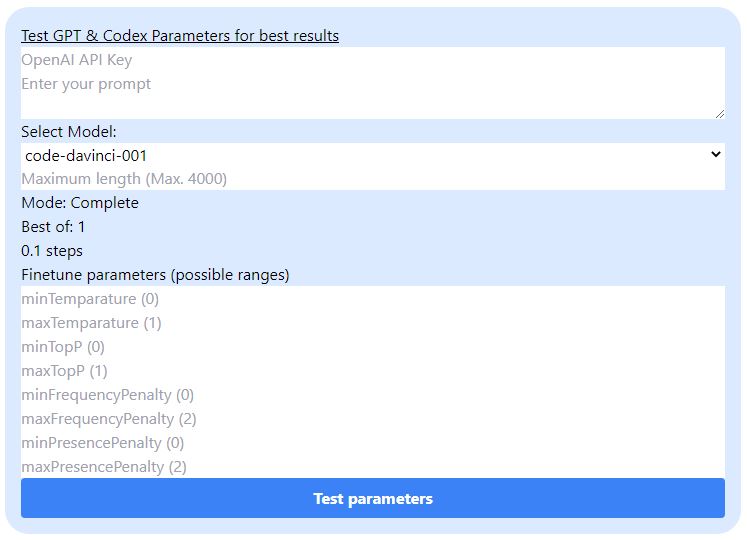 Test GPT & Codex Parameters for best results
OpenAI API Key
Enter your prompt
Select Model:
code-davinci-001
Maximum length (Max. 4000)
Mode: Complete
Best of: 1
0.1 steps
Finetune parameters (possible ranges)
minTemparature (0)
maxTemparature (1)
minTopP (0)
maxTopP (1)
minFrequencyPenalty (0)
maxFrequencyPenalty (2)
minPresencePenalty (0)
maxPresencePenalty (2)
Test parameters